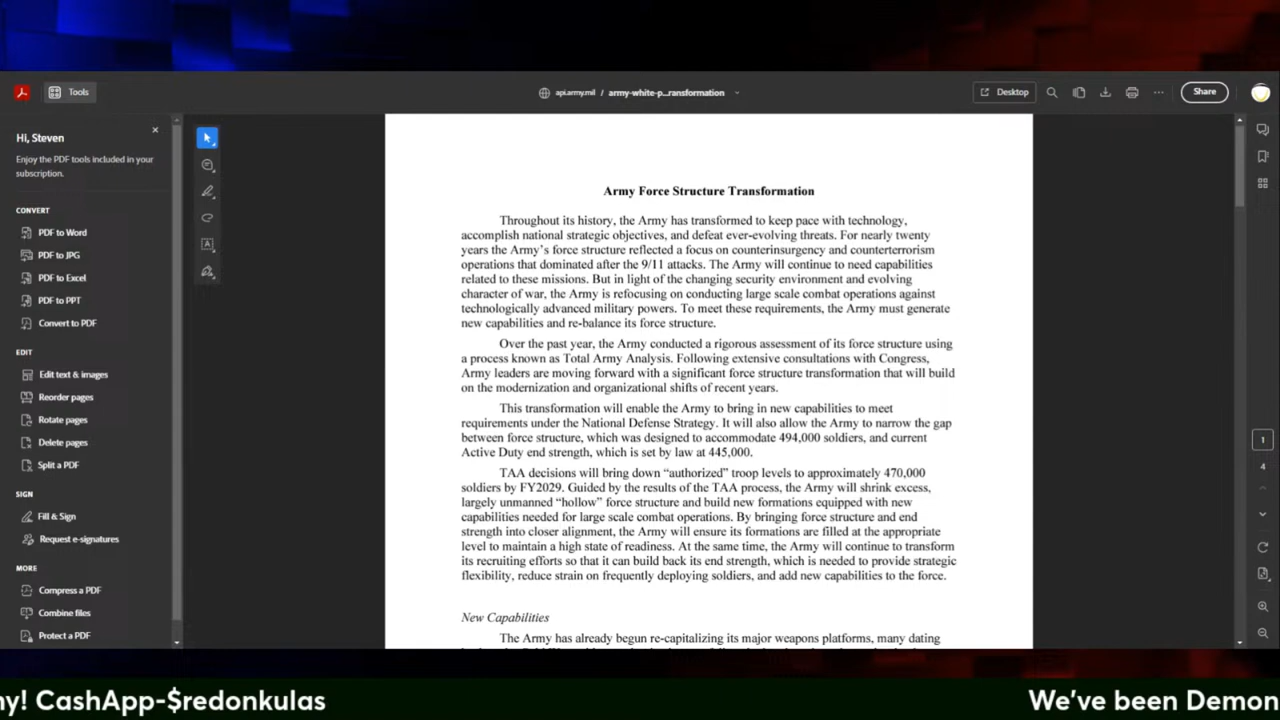 Tools
api.army.mil / army-white-p...ransformation
Desktop
Share
Hi, Steven
Enjoy the PDF tools included in your
subscription.
CONVERT
PDF to Word
PDF to JPG
PDF to Excel
PDF to PPT
Convert to PDF
EDIT
Edit text & images
Reorder pages
Rotate pages
Delete pages
Split a PDF
SIGN
Fill & Sign
Request e-signatures
MORE
Compress a PDF
Combine files
Protect a PDF
Army Force Structure Transformation
Throughout its history, the Army has transformed to keep pace with technology,
accomplish national strategic objectives, and defeat ever-evolving threats. For nearly twenty
years the Army's force structure reflected a focus on counterinsurgency and counterterrorism
operations that dominated after the 9/11 attacks. The Army will continue to need capabilities
related to these missions. But in light of the changing security environment and evolving
character of war, the Army is refocusing on conducting large scale combat operations against
technologically advanced military powers. To meet these requirements, the Army must generate
new capabilities and re-balance its force structure.
Over the past year, the Army conducted a rigorous assessment of its force structure using
a process known as Total Army Analysis. Following extensive consultations with Congress,
Army leaders are moving forward with a significant force structure transformation that will build
on the modernization and organizational shifts of recent years.
This transformation will enable the Army to bring in new capabilities to meet
requirements under the National Defense Strategy. It will also allow the Army to narrow the gap
between force structure, which was designed to accommodate 494,000 soldiers, and current
Active Duty end strength, which is set by law at 445,000.
TAA decisions will bring down “authorized” troop levels to approximately 470,000
soldiers by FY2029. Guided by the results of the TAA process, the Army will shrink excess,
largely unmanned “hollow” force structure and build new formations equipped with new
capabilities needed for large scale combat operations. By bringing force structure and end
strength into closer alignment, the Army will ensure its formations are filled at the appropriate
level to maintain a high state of readiness. At the same time, the Army will continue to transform
its recruiting efforts so that it can build back its end strength, which is needed to provide strategic
flexibility, reduce strain on frequently deploying soldiers, and add new capabilities to the force.
New Capabilities
The Army has already begun re-capitalizing its major weapons platforms, many dating
1
4
ny! CashApp-$redonkulas
We've been Demon